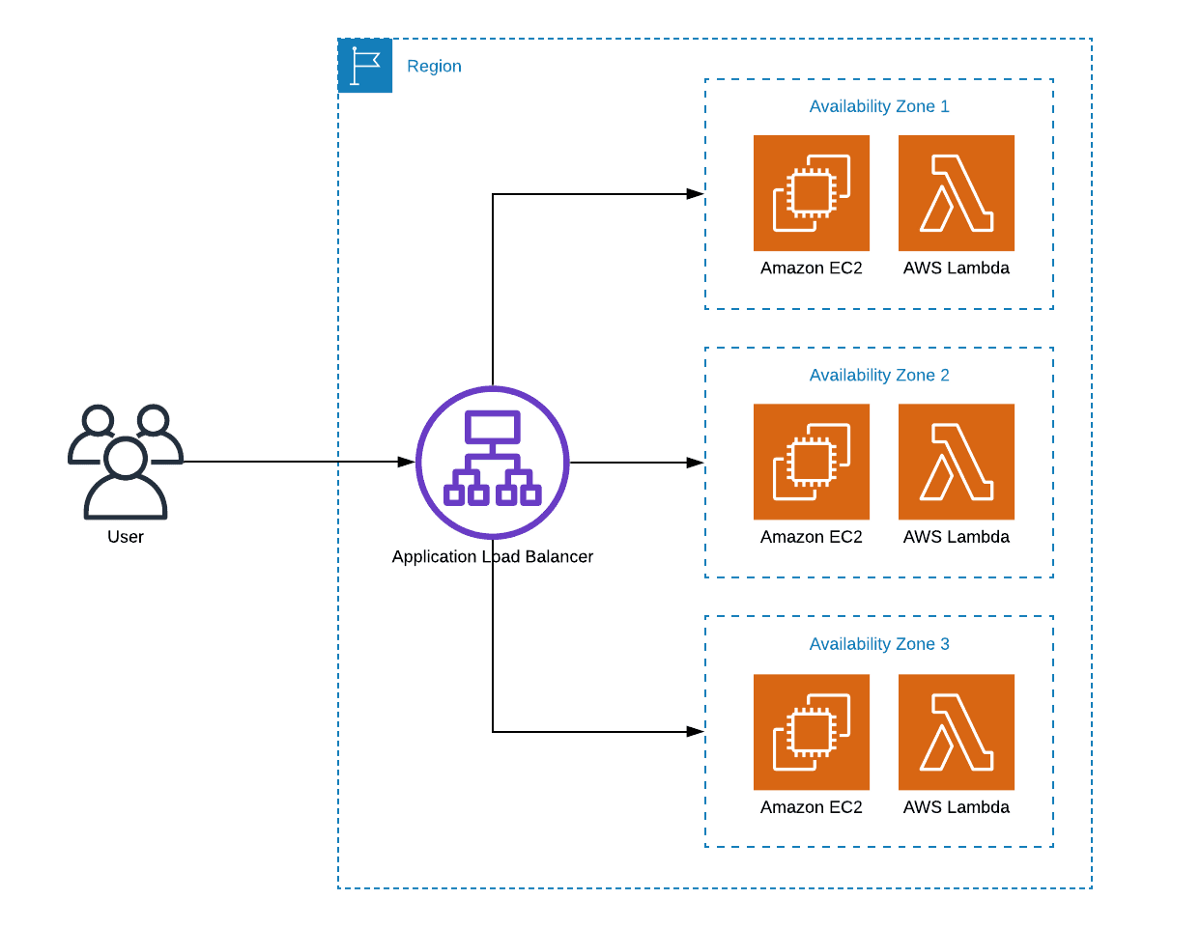 Region
Availability Zone 1
Amazon EC2
AWS Lambda
Availability Zone 2
Amazon EC2
AWS Lambda
User
Application Load Balancer
Availability Zone 3
Amazon EC2
AWS Lambda